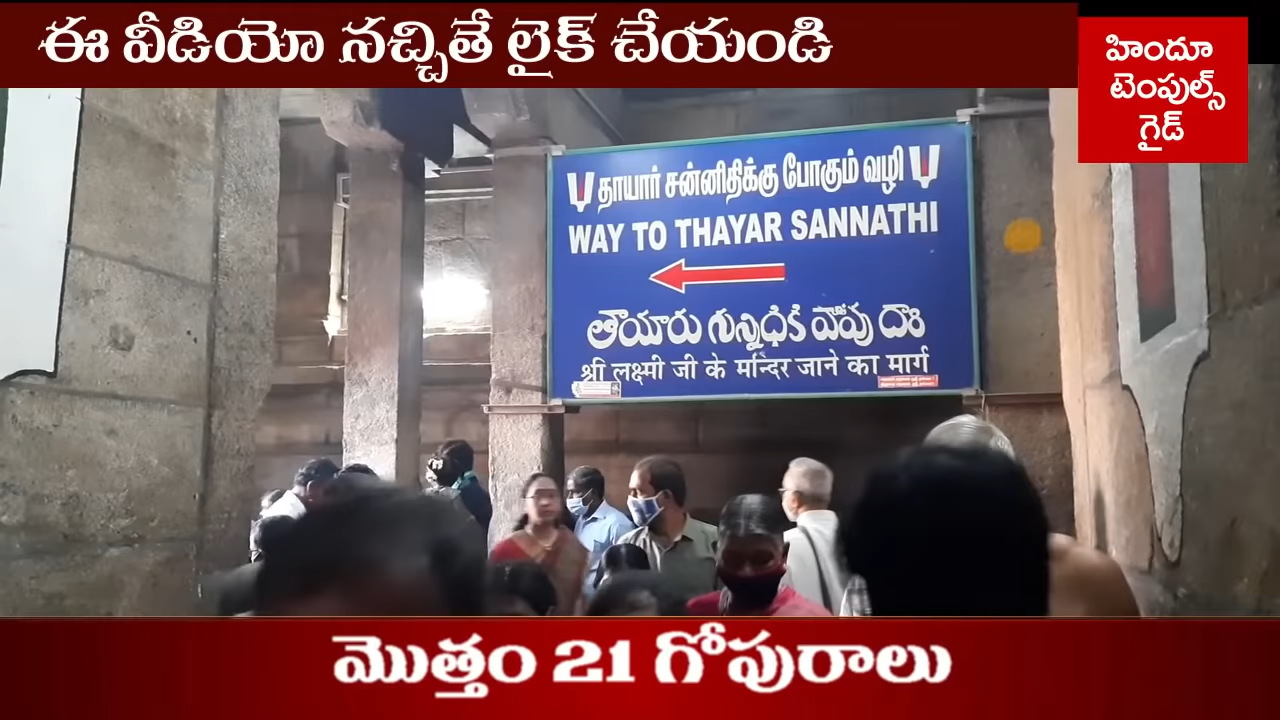 ఈ వీడియో నచ్చితే లైక్ చేయండి
హిందూ
టెంపుల్స్
గైడ్
தாயார் சன்னிதிக்கு போகும் வழி
WAY TO THAYAR SANNATHI
తాయారు
श्री लक्ष्मी जी के मन्दिर जाने का मार्ग
మొత్తం 21 గోపురాలు